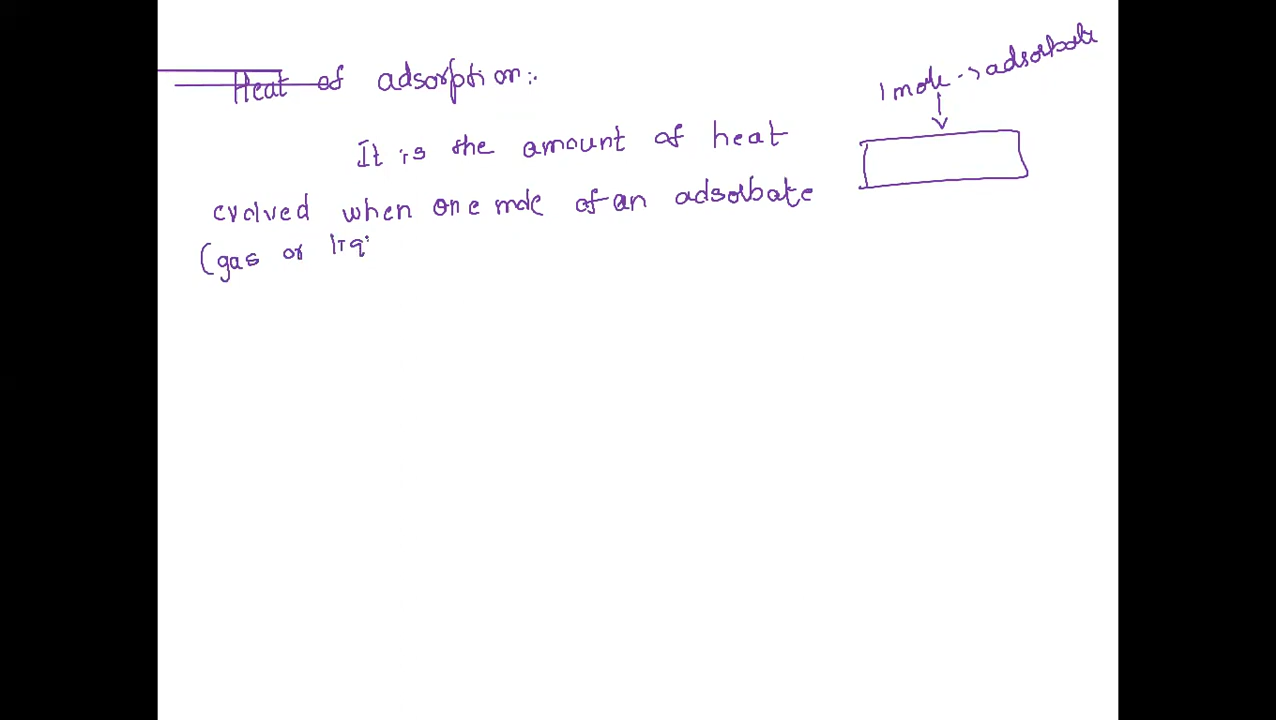 Heat of adsorption:-
1 mole -> adsorbate
It is the amount of heat
evolved when one mole of an adsorbate
(gas or liq